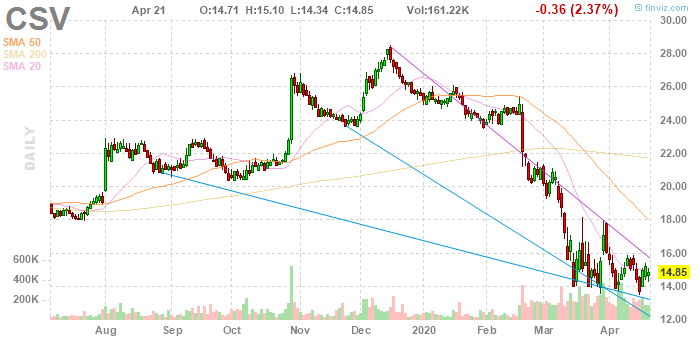 CSV
Apr 21 O:14.71 H:15.10 L:14.34 C:14.85 Vol:161.22K -0.36 (2.37%)
© finviz.com
SMA 50
SMA 200
SMA 20
DAILY
30.00
28.00
26.00
24.00
22.00
20.00
18.00
16.00
14.85
14.00
12.00
600K
400K
200K
Aug Sep Oct Nov Dec 2020 Feb Mar Apr